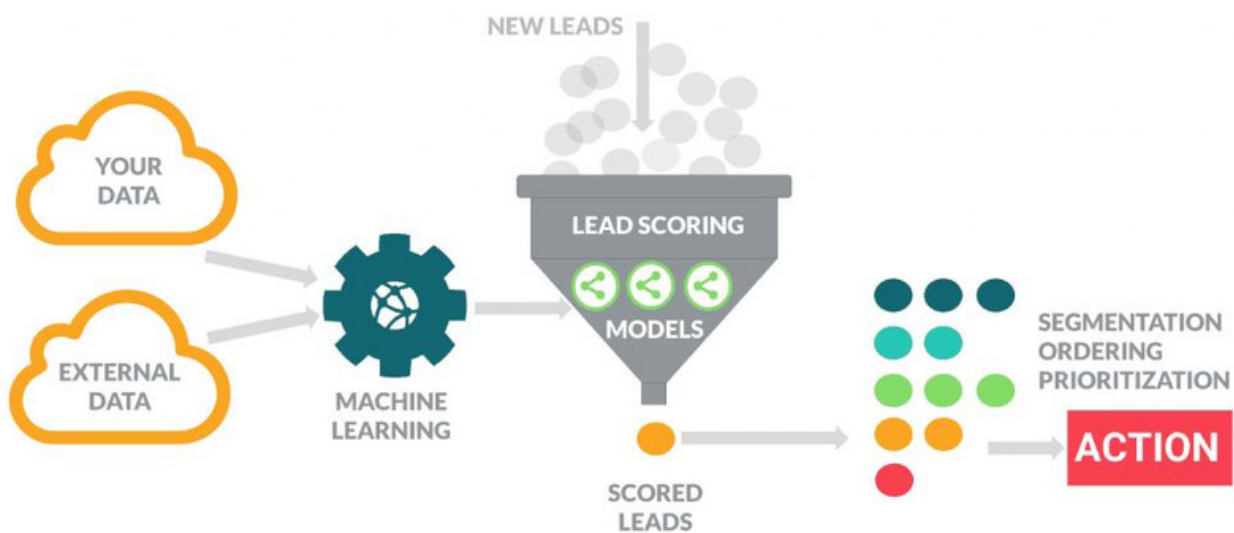 NEW LEADS
YOUR
DATA
EXTERNAL
DATA
MACHINE
LEARNING
LEAD SCORING
MODELS
SCORED
LEADS
SEGMENTATION
ORDERING
PRIORITIZATION
ACTION